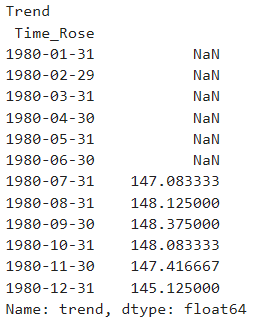 Trend
Time_Rose
1980-01-31 NaN
1980-02-29 NaN
1980-03-31 NaN
1980-04-30 NaN
1980-05-31 NaN
1980-06-30 NaN
1980-07-31 147.083333
1980-08-31 148.125000
1980-09-30 148.375000
1980-10-31 148.083333
1980-11-30 147.416667
1980-12-31 145.125000
Name: trend, dtype: float64